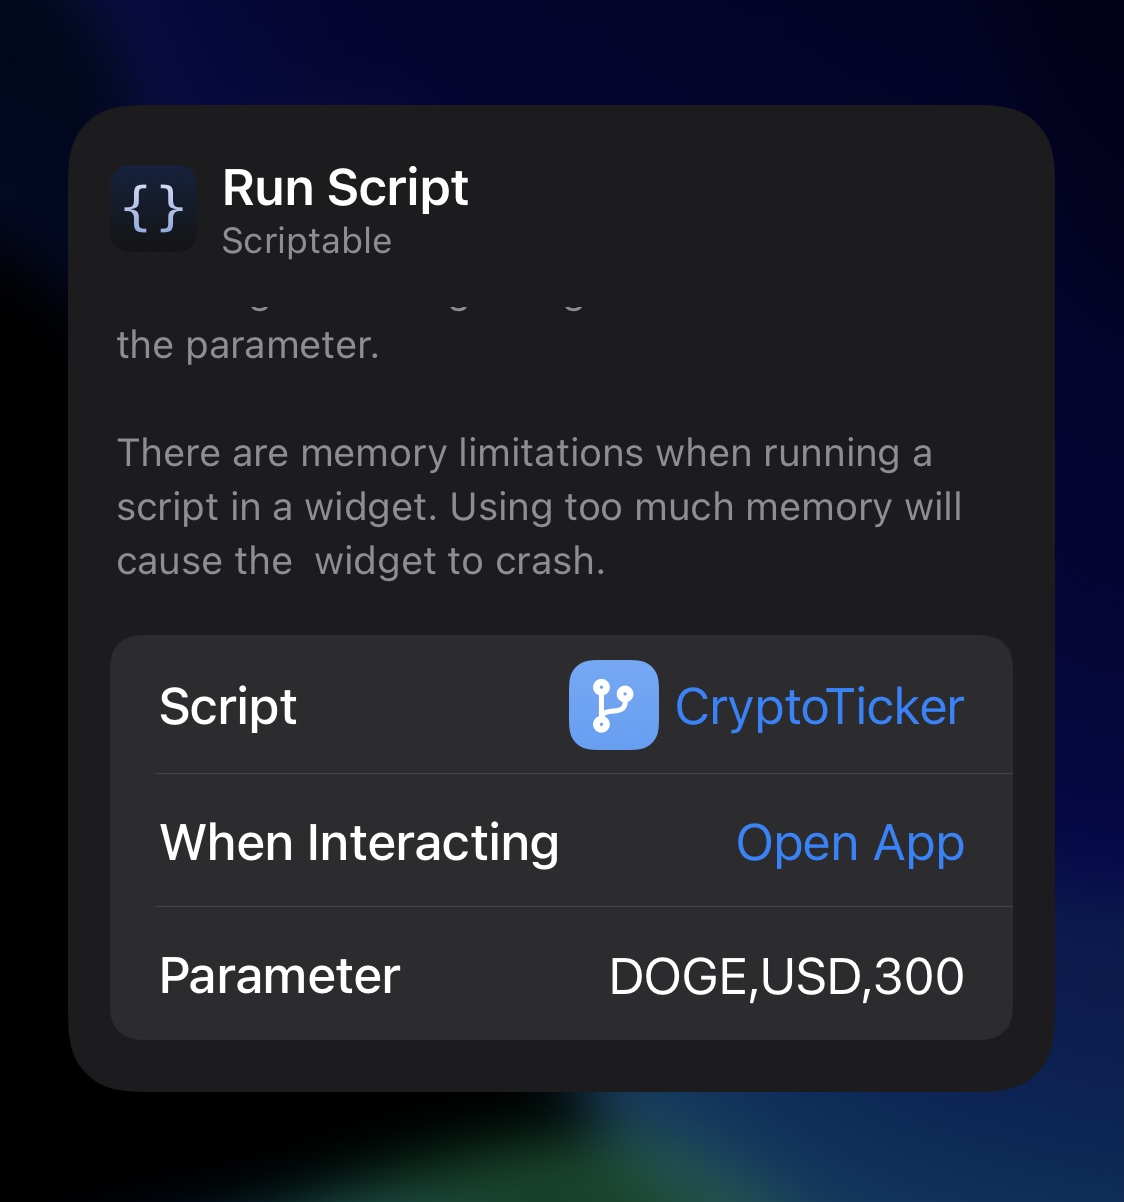 {}
Run Script
Scriptable
the parameter.
There are memory limitations when running a
script in a widget. Using too much memory will
cause the  widget to crash.
Script CryptoTicker
When Interacting Open App
Parameter DOGE,USD,300